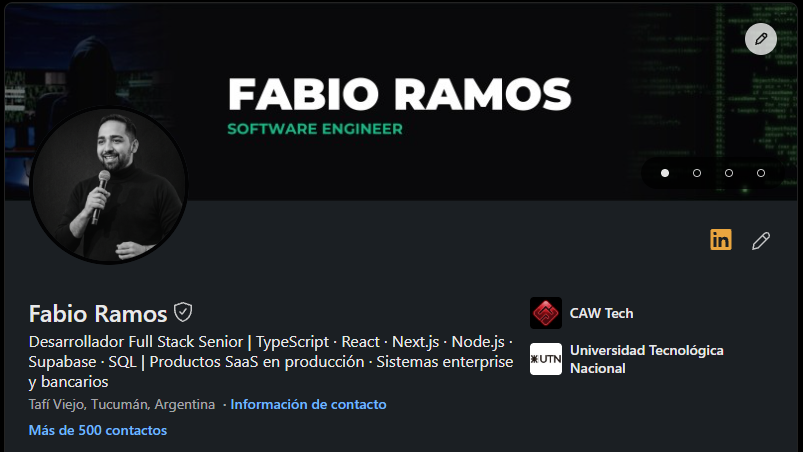 FABIO RAMOS
SOFTWARE ENGINEER
in
Fabio Ramos
Desarrollador Full Stack Senior | TypeScript · React · Next.js · Node.js ·
Supabase · SQL | Productos SaaS en producción · Sistemas enterprise
y bancarios
Tafí Viejo, Tucumán, Argentina · Información de contacto
Más de 500 contactos
CAW Tech
UTN
Universidad Tecnológica
Nacional